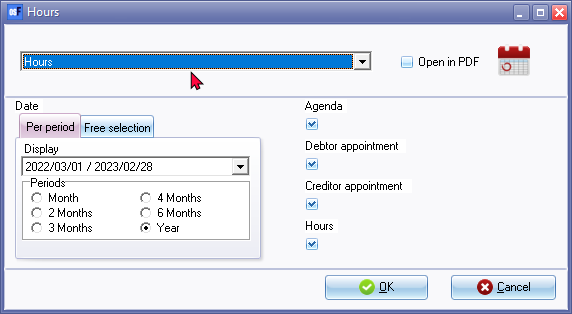 Hours
Hours
Open in PDF
Date
Per period
Free selection
Display
2022/03/01 / 2023/02/28
Periods
Month
4 Months
2 Months
6 Months
3 Months
Year
Agenda
Debtor appointment
Creditor appointment
Hours
OK
Cancel